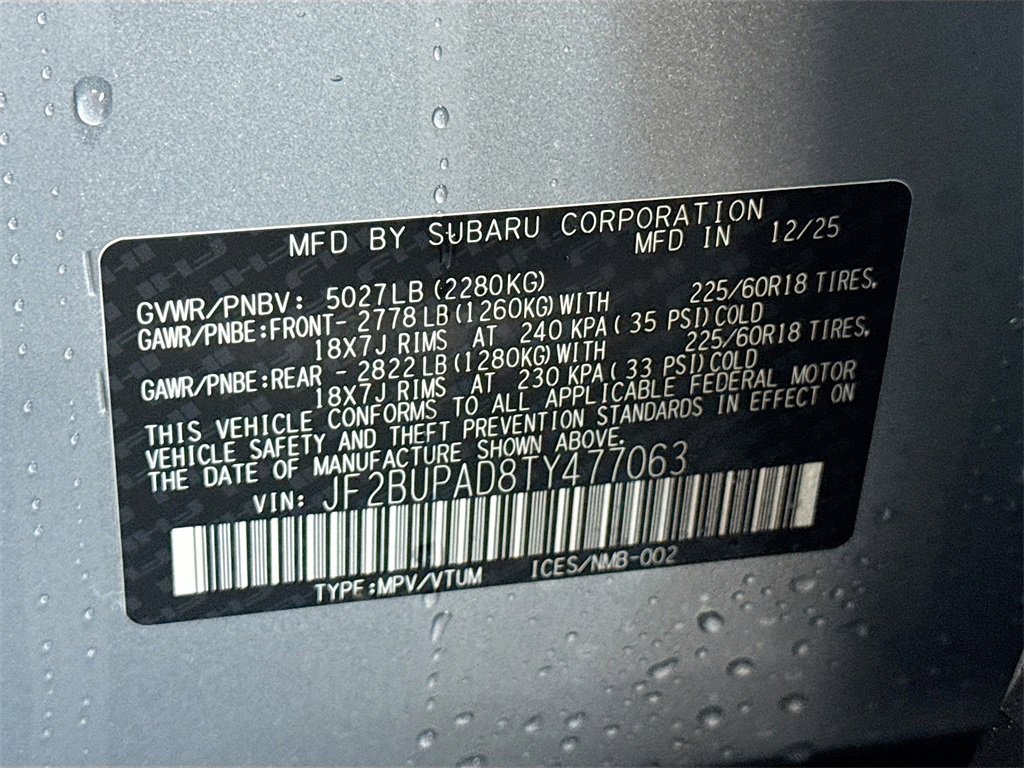 MFD BY SUBARU CORPORATION
MFD IN 12/25
GVWR/PNBV: 5027LB (2280KG)
GAWR/PNBE:FRONT- 2778 LB (1260KG) WITH 225/60R18 TIRES,
18X7J RIMS AT 240 KPA ( 35 PSI) COLD
GAWR/PNBE:REAR - 2822 LB (1280KG) WITH 225/60R18 TIRES,
18X7J RIMS AT 230 KPA ( 33 PSI) COLD
THIS VEHICLE CONFORMS TO ALL APPLICABLE FEDERAL MOTOR
VEHICLE SAFETY AND THEFT PREVENTION STANDARDS IN EFFECT ON
THE DATE OF MANUFACTURE SHOWN ABOVE.
VIN: JF2BUPAD8TY477063
TYPE:MPV/VTUM ICES/NMB-002